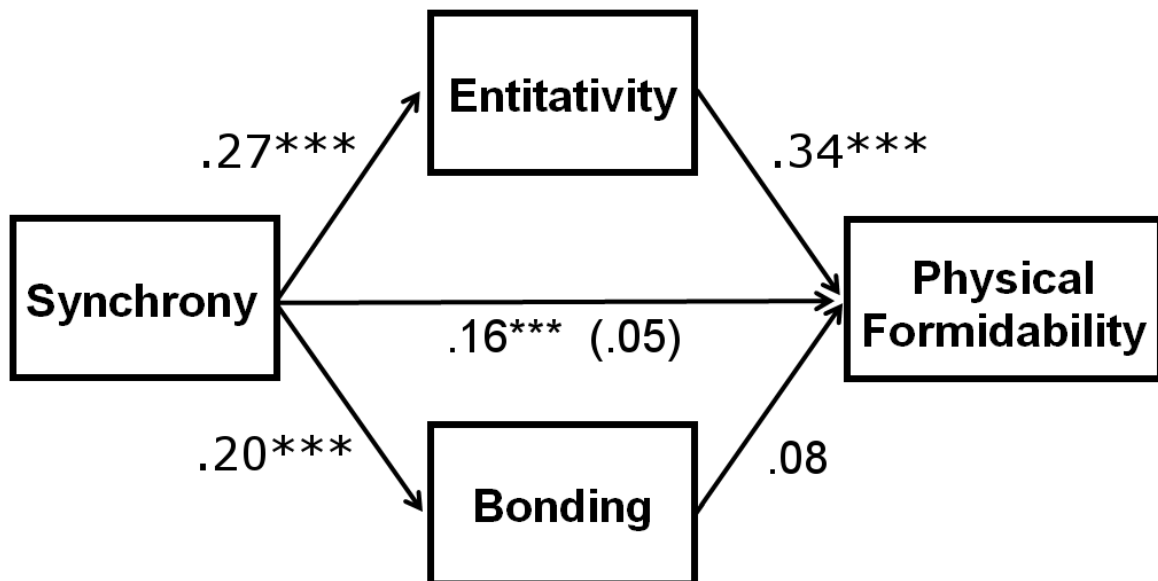 Entitativity
.27***
.34***
Synchrony
Physical
Formidability
.16*** (.05)
.20***
.08
Bonding